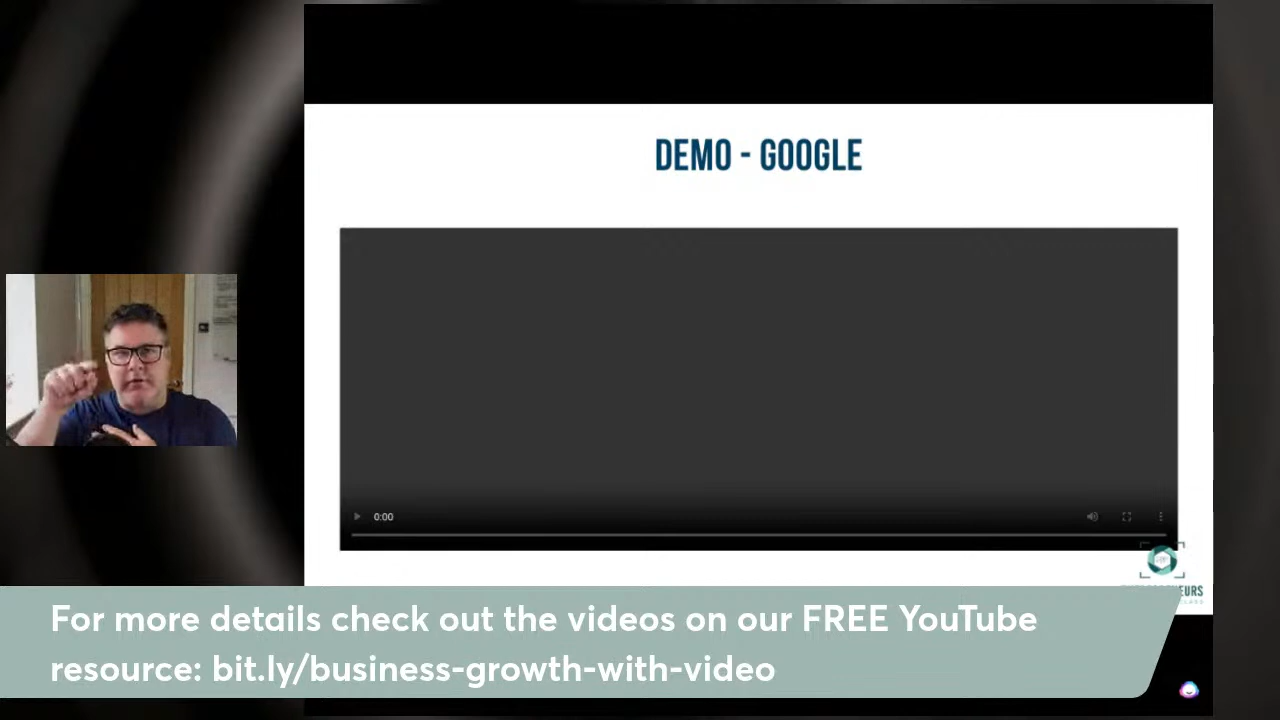 DEMO - GOOGLE
0:00
For more details check out the videos on our FREE YouTube
resource: bit.ly/business-growth-with-video